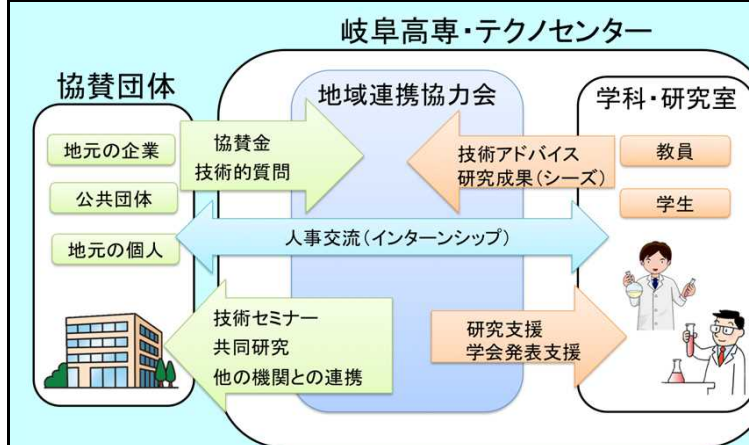 岐阜高専・テクノセンター
協賛団体
地域連携協力会
学科・研究室
地元の企業
公共団体
地元の個人
協賛金
技術的質問
技術アドバイス
研究成果（シーズ）
教員
学生
人事交流（インターンシップ）
技術セミナー
共同研究
他の機関との連携
研究支援
学会発表支援